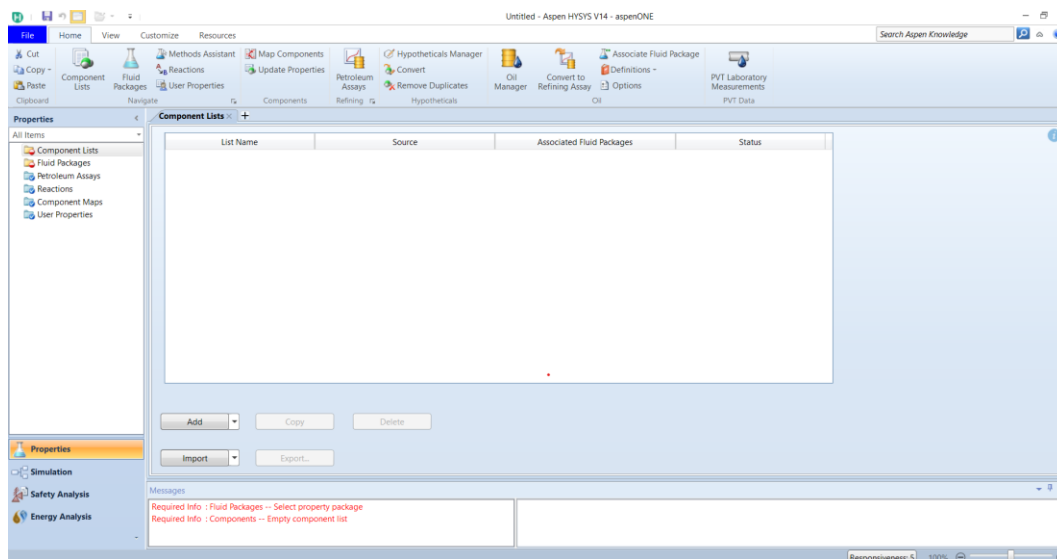 Untitled - Aspen HYSYS V14 - aspenONE
File Home View Customize Resources Search Aspen Knowledge
Cut
Copy
Paste
Clipboard
Component Lists
Fluid Packages
Methods Assistant
Reactions
User Properties
Navigate
Map Components
Update Properties
Components
Petroleum Assays
Refining
Hypotheticals Manager
Convert
Remove Duplicates
Hypotheticals
Oil Manager
Convert to Refining Assay
Associate Fluid Package
Definitions
Options
Oil
PVT Laboratory Measurements
PVT Data
Properties
All Items
Component Lists
Fluid Packages
Petroleum Assays
Reactions
Component Maps
User Properties
Properties
Simulation
Safety Analysis
Energy Analysis
Component Lists
List Name Source Associated Fluid Packages Status
Add Copy Delete
Import Export...
Messages
Required Info : Fluid Packages -- Select property package
Required Info : Components -- Empty component list
Responsiveness: 5 100%